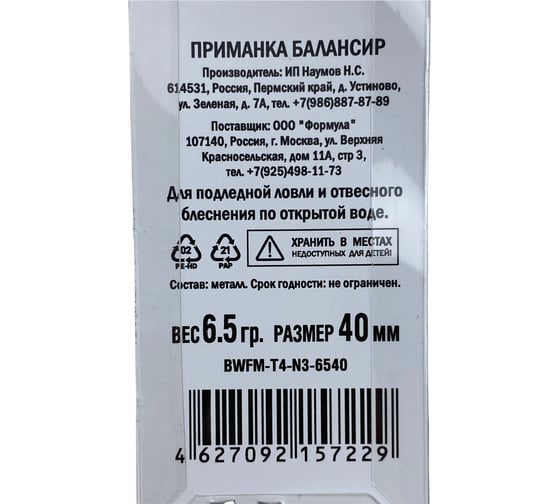 ПРИМАНКА БАЛАНСИР
Производитель: ИП Наумов Н.С.
614531, Россия, Пермский край, д. Устиново,
ул. Зеленая, д. 7А, тел. +7(986)887-87-89
Поставщик: ООО "Формула"
107140, Россия, г. Москва, ул. Верхняя
Красносельская, дом 11А, стр 3,
тел. +7(925)498-11-73
Для подледной ловли и отвесного
блеснения по открытой воде.
02 PE-HD
21 PAP
ХРАНИТЬ В МЕСТАХ
НЕДОСТУПНЫХ ДЛЯ ДЕТЕЙ!
Состав: металл. Срок годности: не ограничен.
ВЕС 6.5 гр. РАЗМЕР 40 мм
BWFM-T4-N3-6540
4 627092 157229